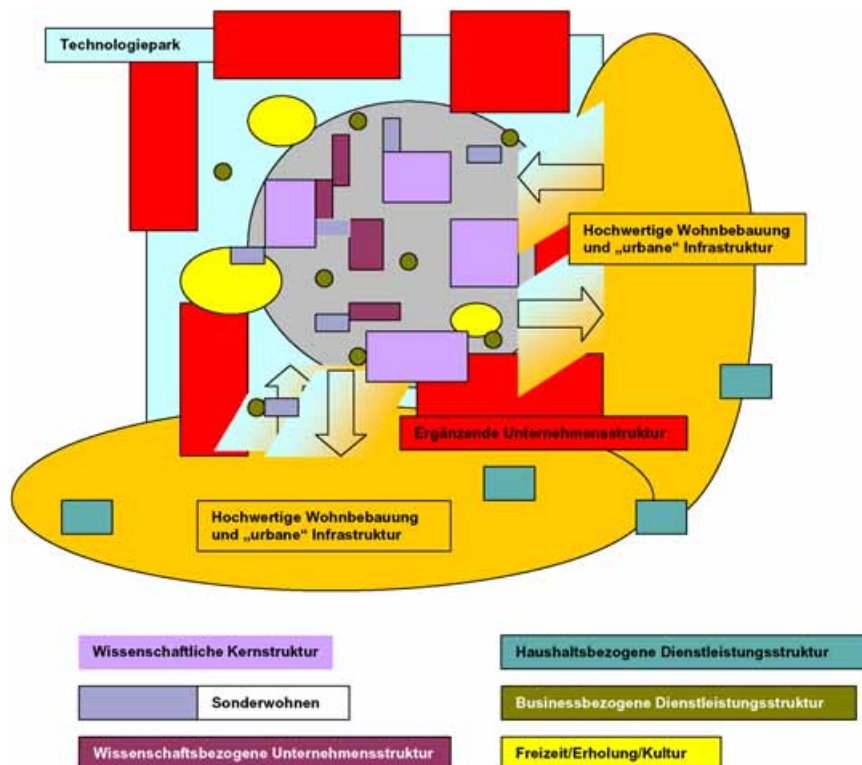 Technologiepark
Hochwertige Wohnbebauung
und „urbane“ Infrastruktur
Ergänzende Unternehmensstruktur
Hochwertige Wohnbebauung
und „urbane“ Infrastruktur
Wissenschaftliche Kernstruktur
Sonderwohnen
Wissenschaftsbezogene Unternehmensstruktur
Haushaltsbezogene Dienstleistungsstruktur
Businessbezogene Dienstleistungsstruktur
Freizeit/Erholung/Kultur